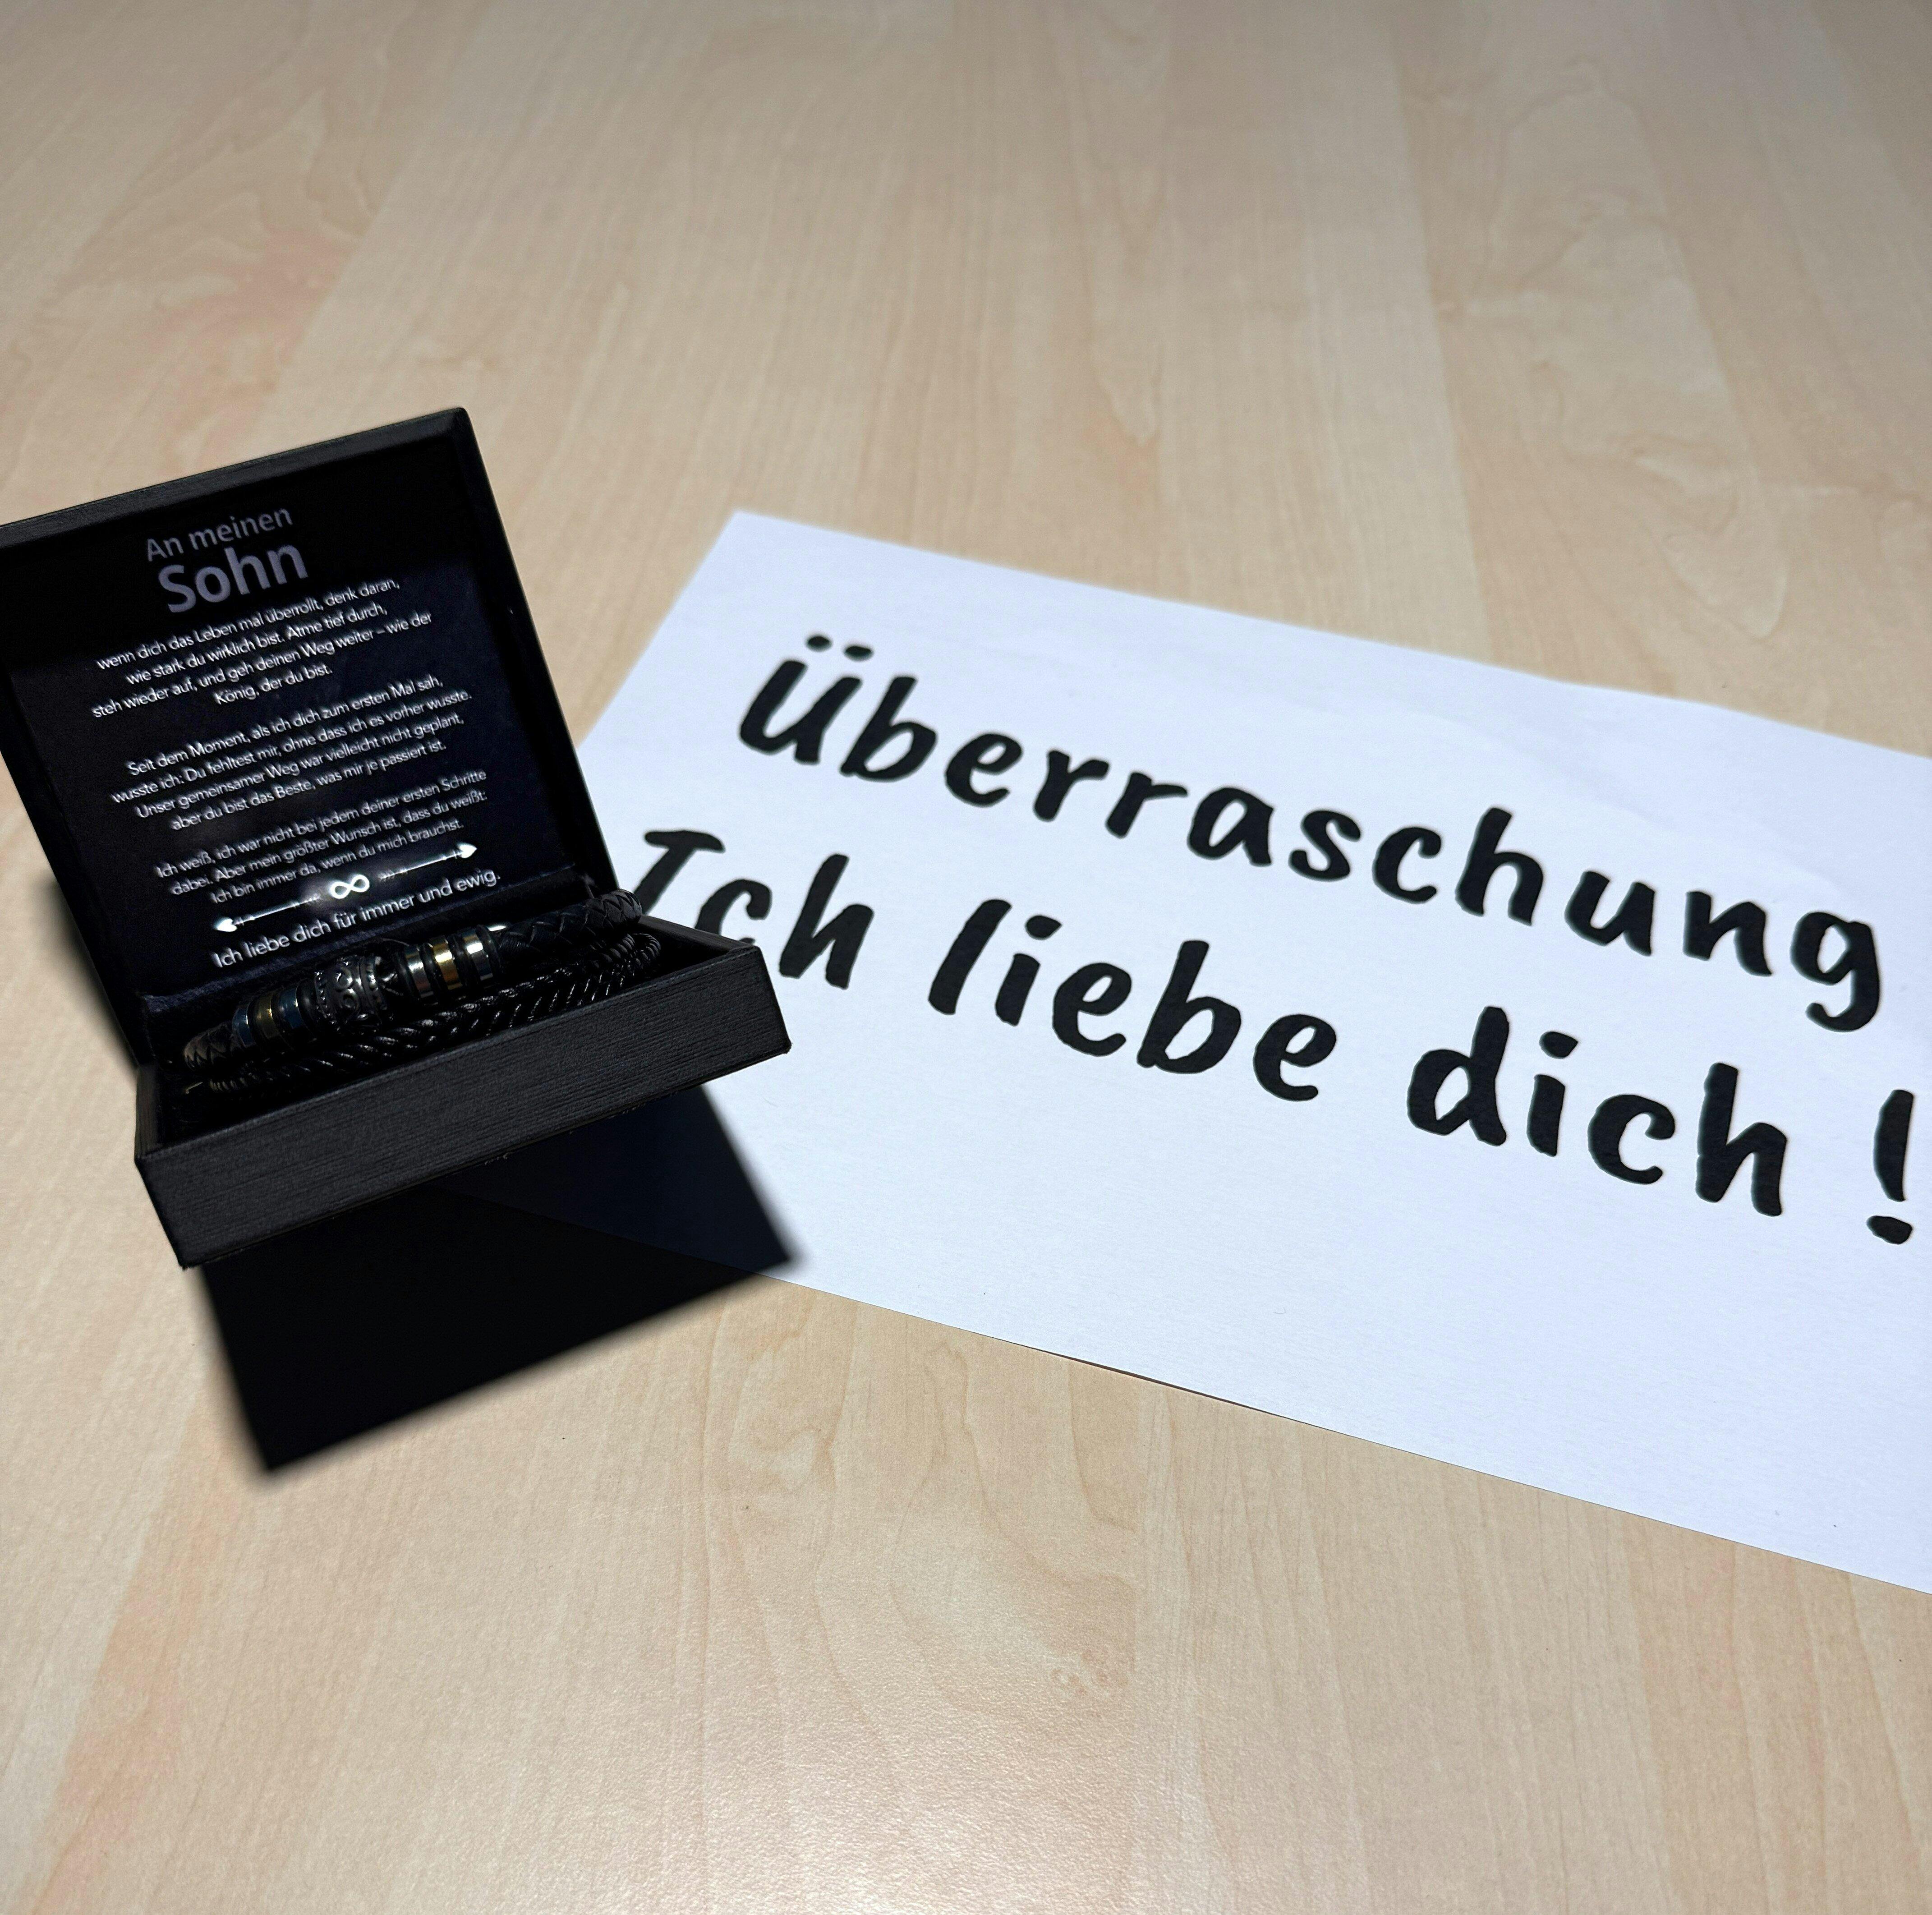 An meinen
Sohn
wenn dich das Leben mal überrollt, denk daran,
wie stark du wirklich bist. Atme tief durch,
steh wieder auf, und geh deinen Weg weiter – wie der
König, der du bist.
Seit dem Moment, als ich dich zum ersten Mal sah,
wusste ich: Du fehltest mir, ohne dass ich es vorher wusste.
Unser gemeinsamer Weg war vielleicht nicht geplant,
aber du bist das Beste, was mir je passiert ist.
Ich weiß, ich war nicht bei jedem deiner ersten Schritte
dabei. Aber mein größter Wunsch ist, dass du weißt:
Ich bin immer da, wenn du mich brauchst.
Ich liebe dich für immer und ewig.
Überraschung
Ich liebe dich !